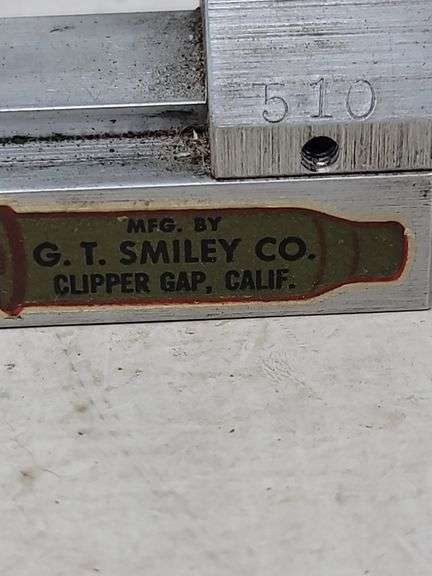 510
MFG. BY
G. T. SMILEY CO.
CLIPPER GAP, CALIF.